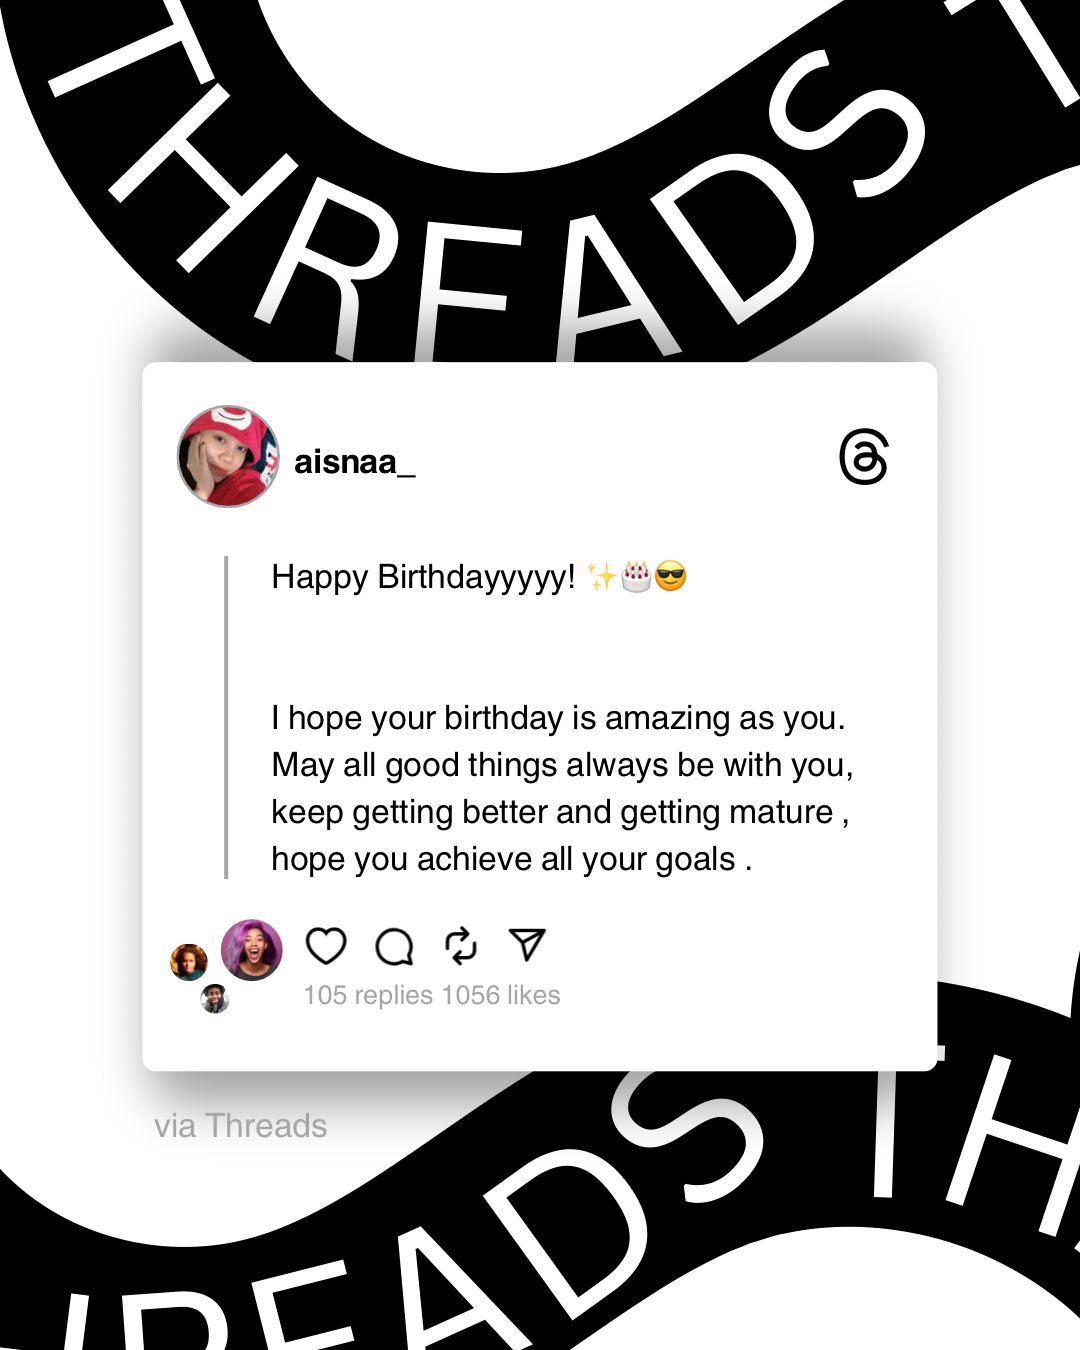 THREADS T
aisnaa_
Happy Birthdayyyyy! ✨🎂😎
I hope your birthday is amazing as you.
May all good things always be with you,
keep getting better and getting mature ,
hope you achieve all your goals .
105 replies 1056 likes
via Threads
READS TH